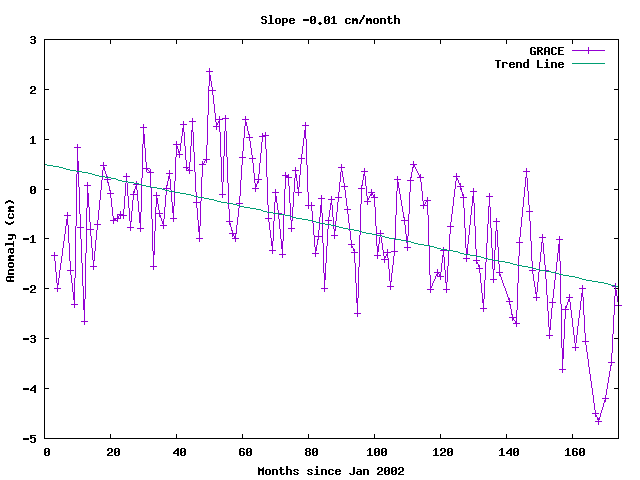 Slope -0.01 cm/month
GRACE
Trend Line
3
2
1
0
-1
-2
-3
-4
-5
Anomaly (cm)
0 20 40 60 80 100 120 140 160
Months since Jan 2002